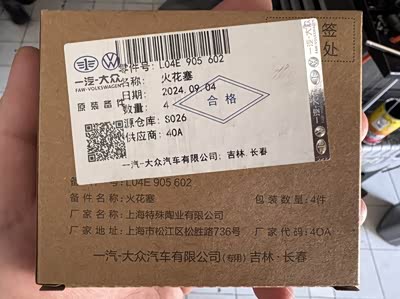 签
处
零件号: L04E 905 602
一汽-大众
FAW-VOLKSWAGEN
名称: 火花塞
日期: 2024.09.04
原装备件
数量: 4
合格
源仓库: S026
供应商: 40A
一汽-大众汽车有限公司: 吉林.长春
备件号: L04E 905 602
备件名称: 火花塞
包装数量: 4件
厂家名称: 上海特殊陶业有限公司
厂家地址: 上海市松江区松胜路736号
厂家代码: 40A
一汽-大众汽车有限公司(专用) 吉林·长春